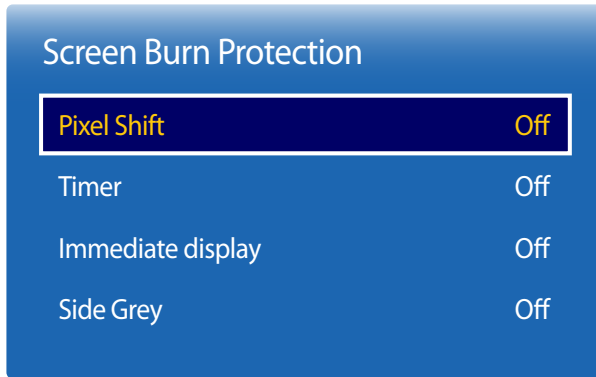 Screen Burn Protection
Pixel Shift Off
Timer Off
Immediate display Off
Side Grey Off